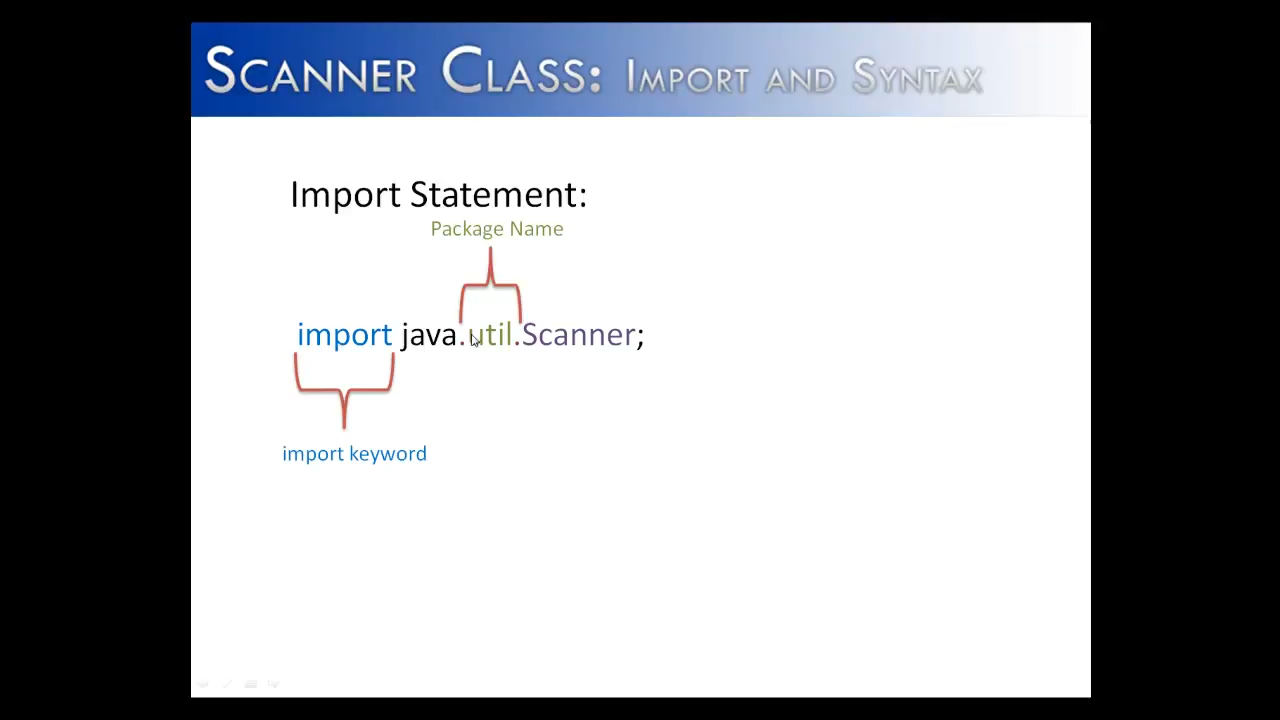 SCANNER CLASS: IMPORT AND SYNTAX
Import Statement:
Package Name
import java.util.Scanner;
import keyword